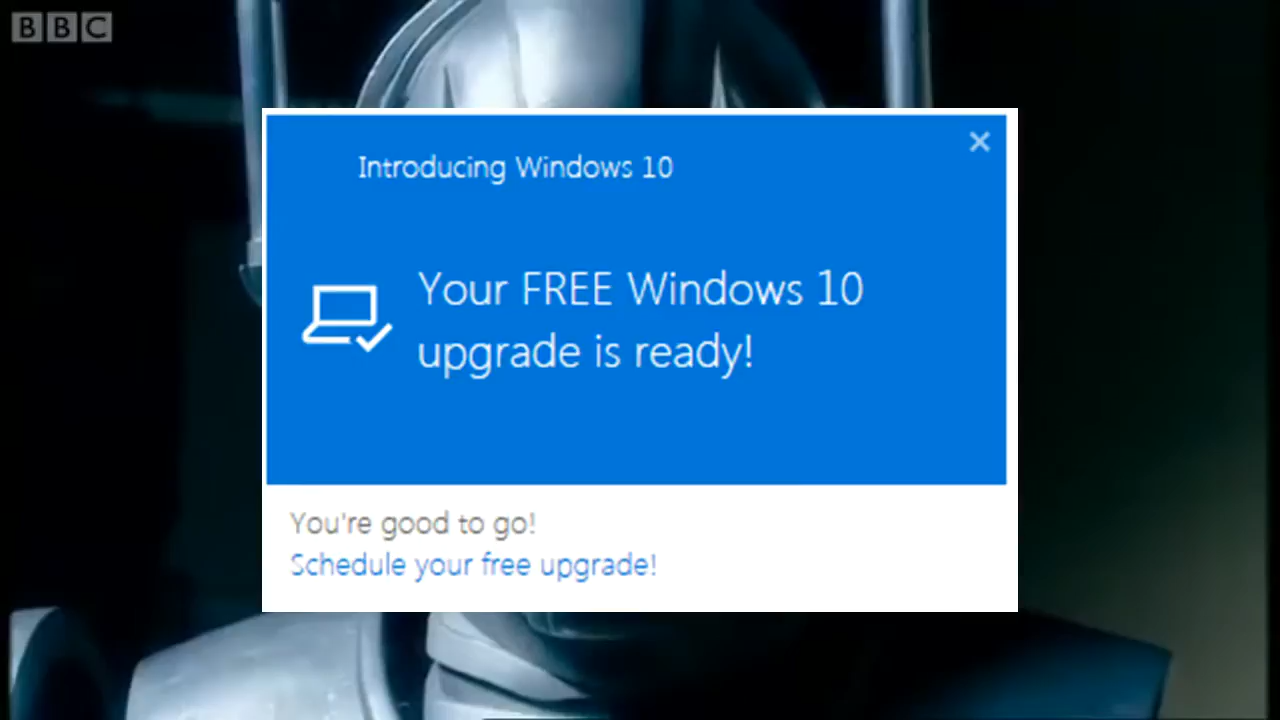 BBC
Introducing Windows 10
Your FREE Windows 10
upgrade is ready!
You're good to go!
Schedule your free upgrade!